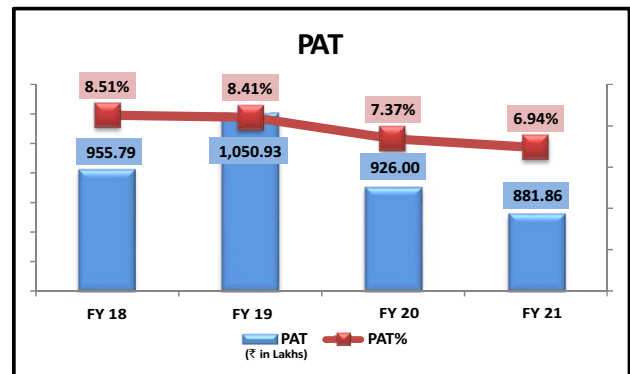 PAT
8.51%
8.41%
7.37%
6.94%
955.79
1,050.93
926.00
881.86
FY 18
FY 19
FY 20
FY 21
PAT
(₹ in Lakhs)
PAT%